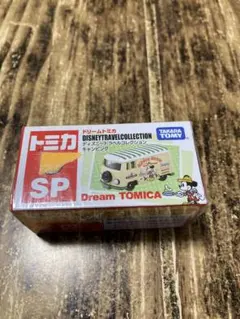 トミカ
SP
ドリームトミカ
DISNEYTRAVELCOLLECTION
ディズニートラベルコレクション
キャンピング
TAKARA
TOMY
Dream TOMICA